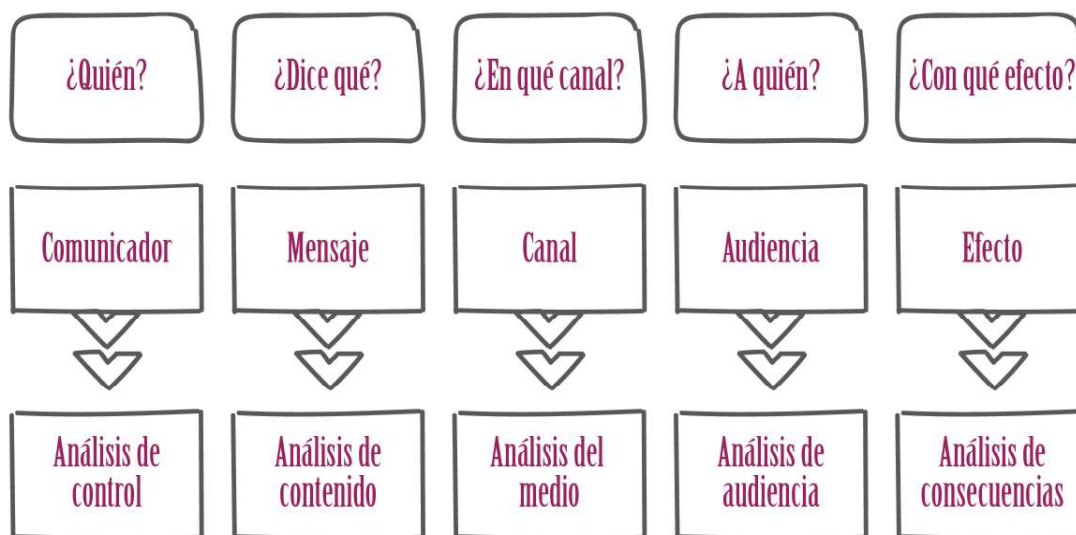 ¿Quién?
¿Dice qué?
¿En qué canal?
¿A quién?
¿Con qué efecto?
Comunicador
Mensaje
Canal
Audiencia
Efecto
Análisis de
control
Análisis de
contenido
Análisis del
medio
Análisis de
audiencia
Análisis de
consecuencias